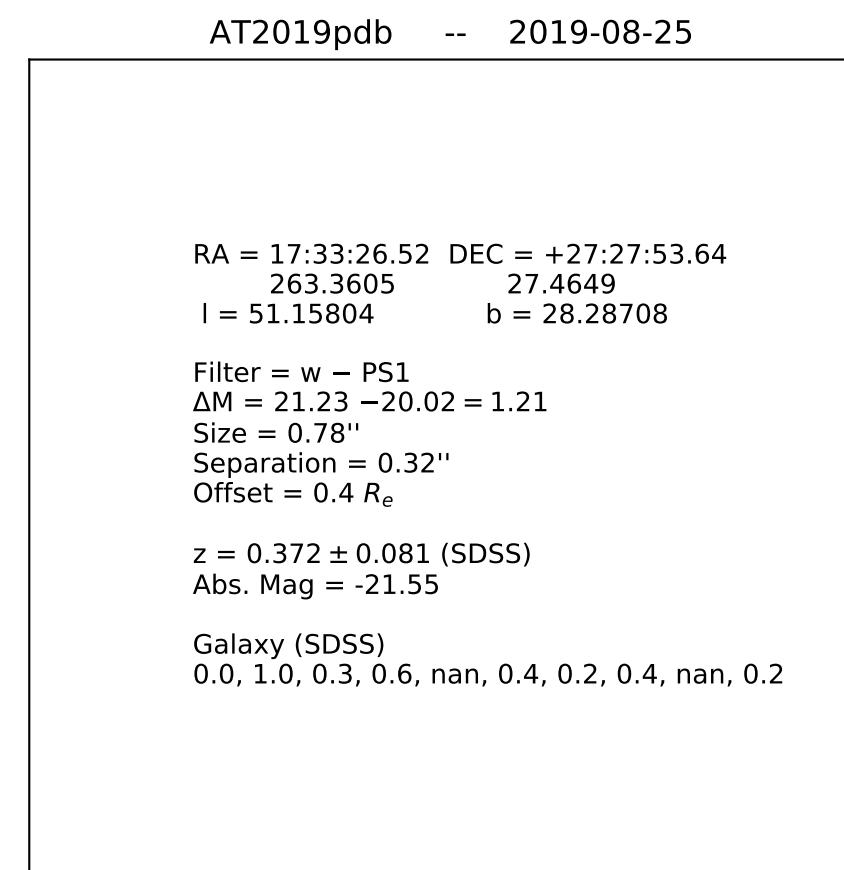 AT2019pdb -- 2019-08-25
RA = 17:33:26.52 DEC = +27:27:53.64
263.3605 27.4649
l = 51.15804 b = 28.28708
Filter = w − PS1
ΔM = 21.23 −20.02 = 1.21
Size = 0.78''
Separation = 0.32''
Offset = 0.4 Re
z = 0.372 ± 0.081 (SDSS)
Abs. Mag = -21.55
Galaxy (SDSS)
0.0, 1.0, 0.3, 0.6, nan, 0.4, 0.2, 0.4, nan, 0.2